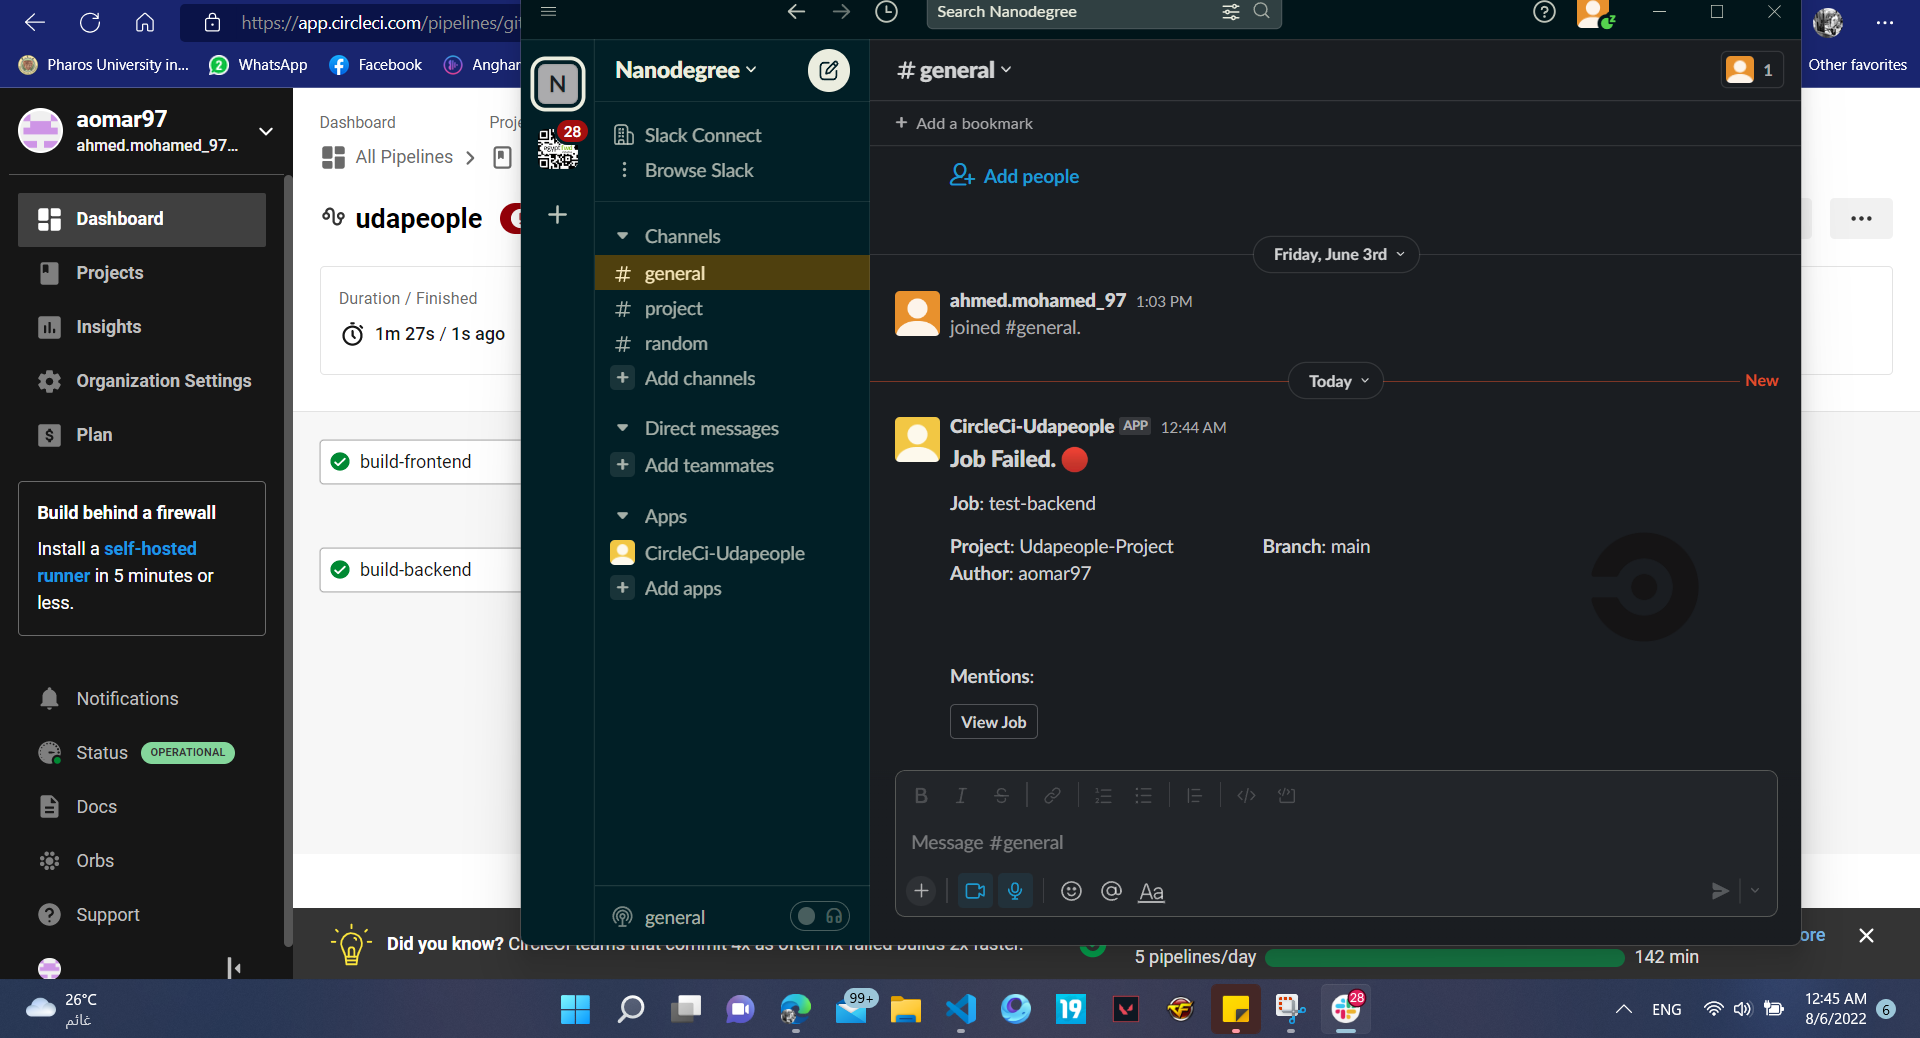 https://app.circleci.com/pipelines/git
Search Nanodegree
Pharos University in...
WhatsApp
Facebook
Anghar
Other favorites
aomar97
ahmed.mohamed_97...
Dashboard
Projects
Insights
Organization Settings
Plan
Build behind a firewall
Install a self-hosted
runner in 5 minutes or
less.
Notifications
Status OPERATIONAL
Docs
Orbs
Support
Dashboard
All Pipelines
udapeople
Duration / Finished
1m 27s / 1s ago
build-frontend
build-backend
N
28
Nanodegree
Slack Connect
Browse Slack
Channels
# general
# project
# random
+ Add channels
Direct messages
+ Add teammates
Apps
CircleCi-Udapeople
+ Add apps
general
# general
1
+ Add a bookmark
Add people
Friday, June 3rd
ahmed.mohamed_97 1:03 PM
joined #general.
Today
New
CircleCi-Udapeople APP 12:44 AM
Job Failed.
Job: test-backend
Project: Udapeople-Project
Branch: main
Author: aomar97
Mentions:
View Job
Message #general
Aa
Did you know?
5 pipelines/day
142 min
ore
26°C
غائم
99+
19
28
ENG
12:45 AM
8/6/2022
6